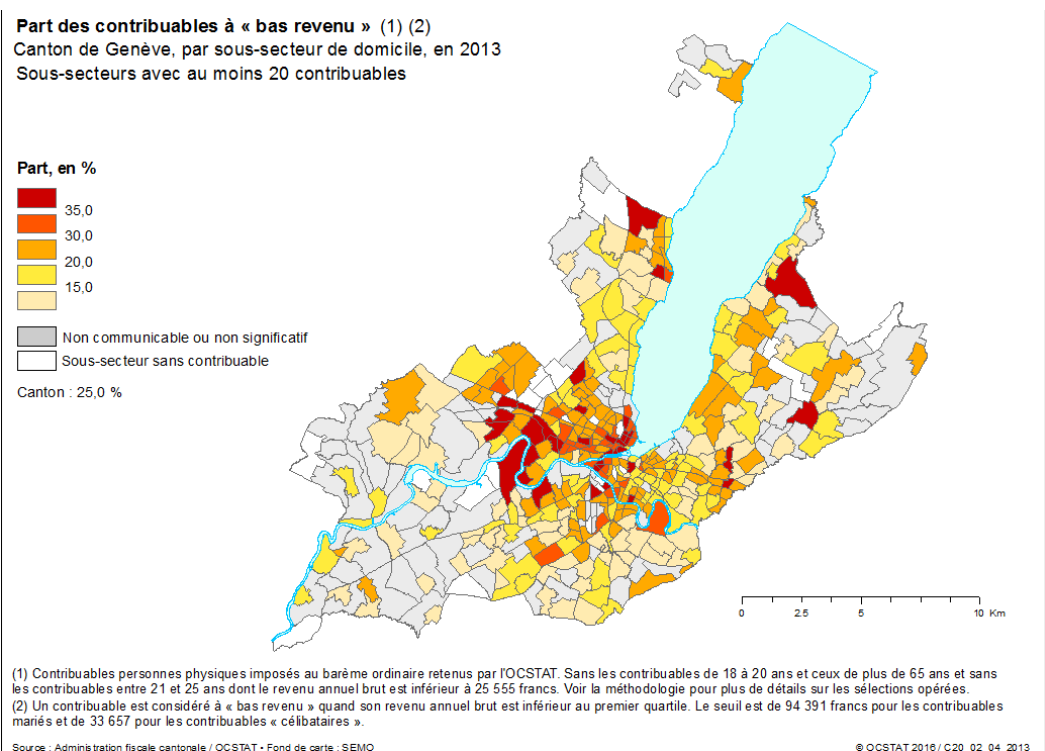 Part des contribuables à « bas revenu » (1) (2)
Canton de Genève, par sous-secteur de domicile, en 2013
Sous-secteurs avec au moins 20 contribuables
Part, en %
35,0
30,0
20,0
15,0
Non communicable ou non significatif
Sous-secteur sans contribuable
Canton : 25,0 %
0 2.5 5 10 Km
(1) Contribuables personnes physiques imposés au barème ordinaire retenus par l'OCSTAT. Sans les contribuables de 18 à 20 ans et ceux de plus de 65 ans et sans
les contribuables entre 21 et 25 ans dont le revenu annuel brut est inférieur à 25 555 francs. Voir la méthodologie pour plus de détails sur les sélections opérées.
(2) Un contribuable est considéré à « bas revenu » quand son revenu annuel brut est inférieur au premier quartile. Le seuil est de 94 391 francs pour les contribuables
mariés et de 33 657 pour les contribuables « célibataires ».
Source : Administration fiscale cantonale / OCSTAT - Fond de carte : SEMO
© OCSTAT 2016 / C20_02_04_2013